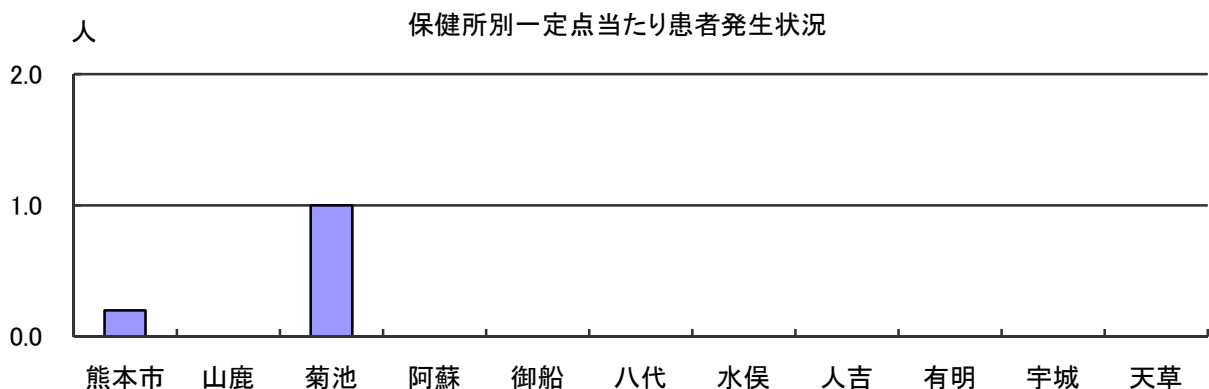 保健所別一定点当たり患者発生状況
人
2.0
1.0
0.0
熊本市 山鹿 菊池 阿蘇 御船 八代 水俣 人吉 有明 宇城 天草